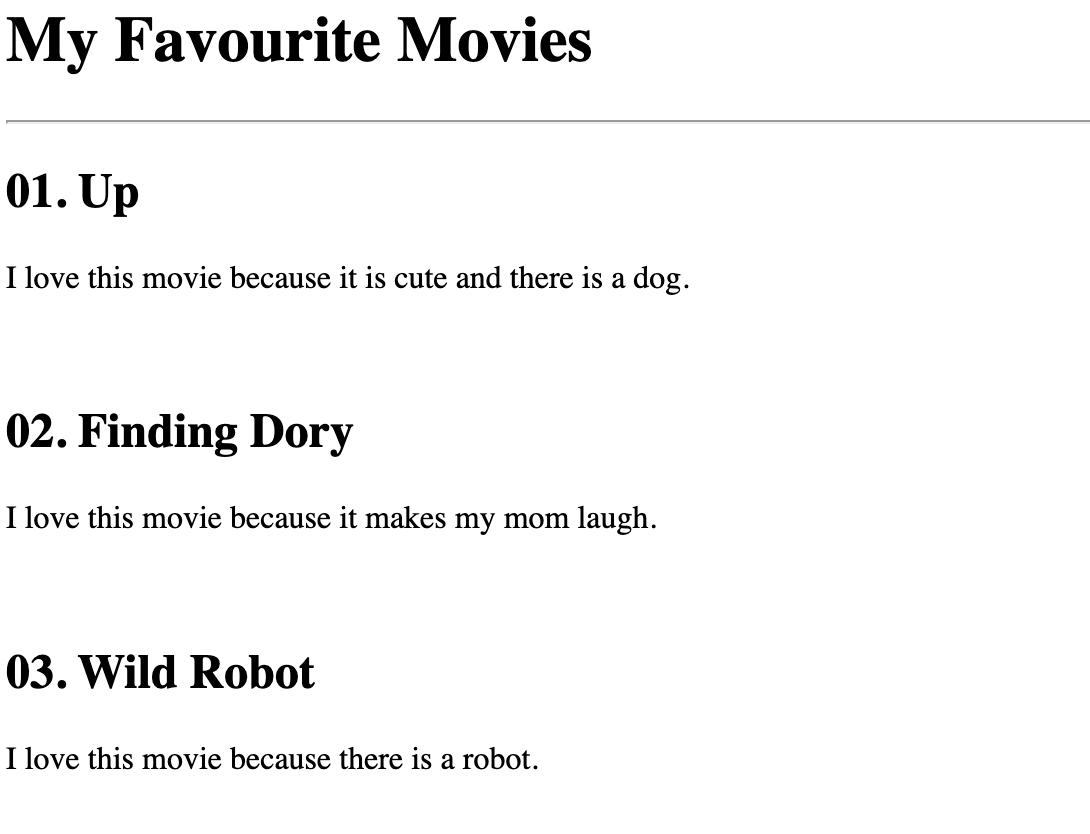 My Favourite Movies
01. Up
I love this movie because it is cute and there is a dog.
02. Finding Dory
I love this movie because it makes my mom laugh.
03. Wild Robot
I love this movie because there is a robot.